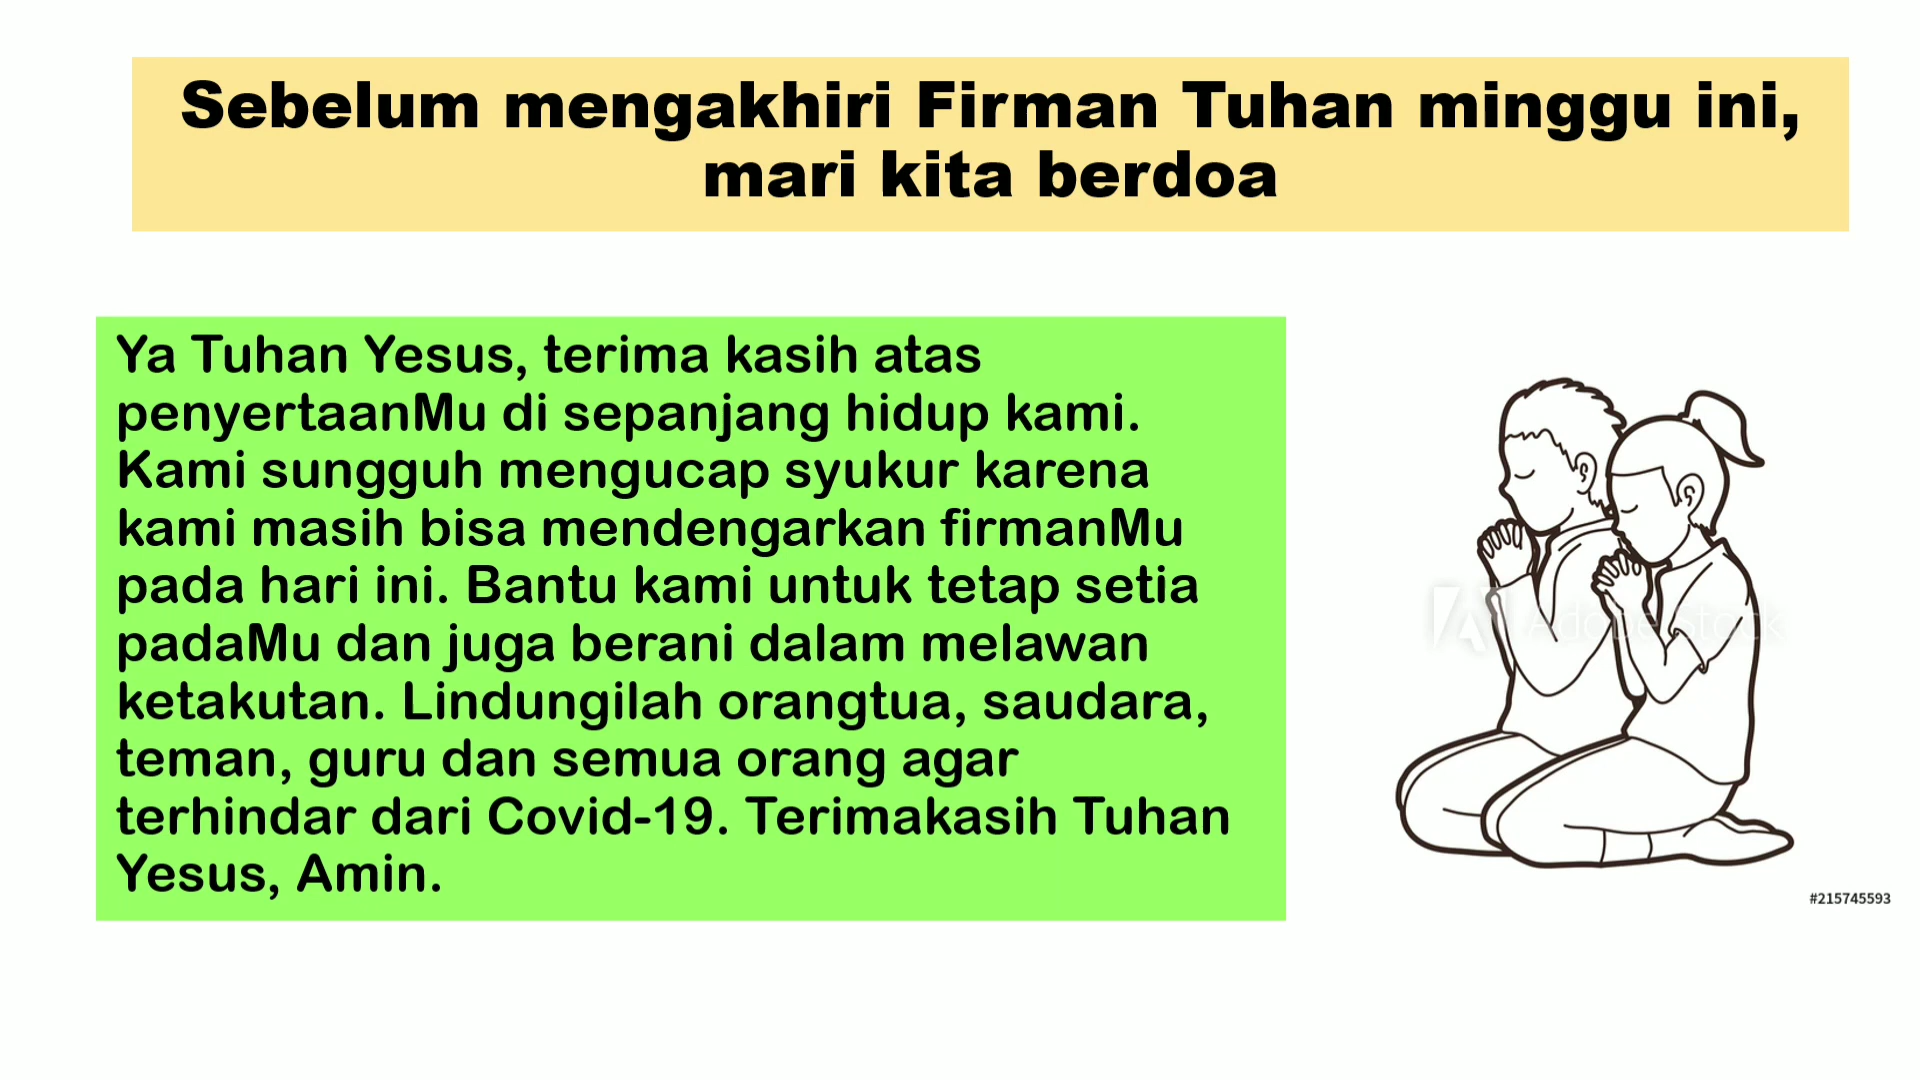 Sebelum mengakhiri Firman Tuhan minggu ini,
mari kita berdoa
Ya Tuhan Yesus, terima kasih atas
penyertaanMu di sepanjang hidup kami.
Kami sungguh mengucap syukur karena
kami masih bisa mendengarkan firmanMu
pada hari ini. Bantu kami untuk tetap setia
padaMu dan juga berani dalam melawan
ketakutan. Lindungilah orangtua, saudara,
teman, guru dan semua orang agar
terhindar dari Covid-19. Terimakasih Tuhan
Yesus, Amin.
Adobe Stock
#215745593